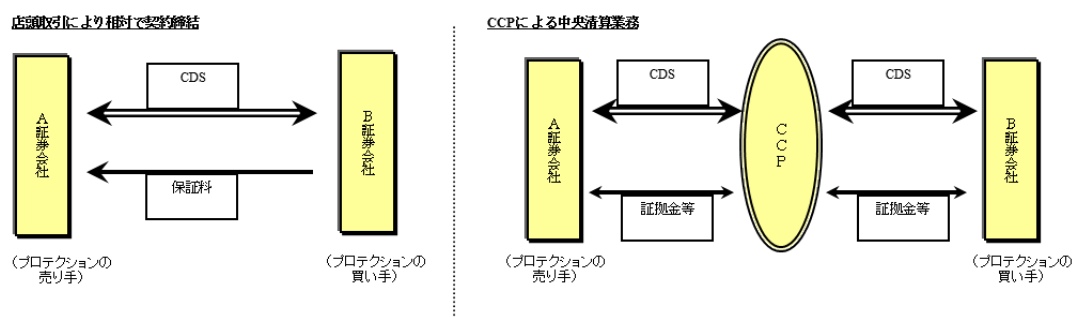 店頭取引により相対で契約締結
CDS
A証券会社
B証券会社
保証料
(プロテクションの
売り手)
(プロテクションの
買い手)
CCPによる中央清算業務
CDS
CDS
A証券会社
CCP
B証券会社
証拠金等
証拠金等
(プロテクションの
売り手)
(プロテクションの
買い手)